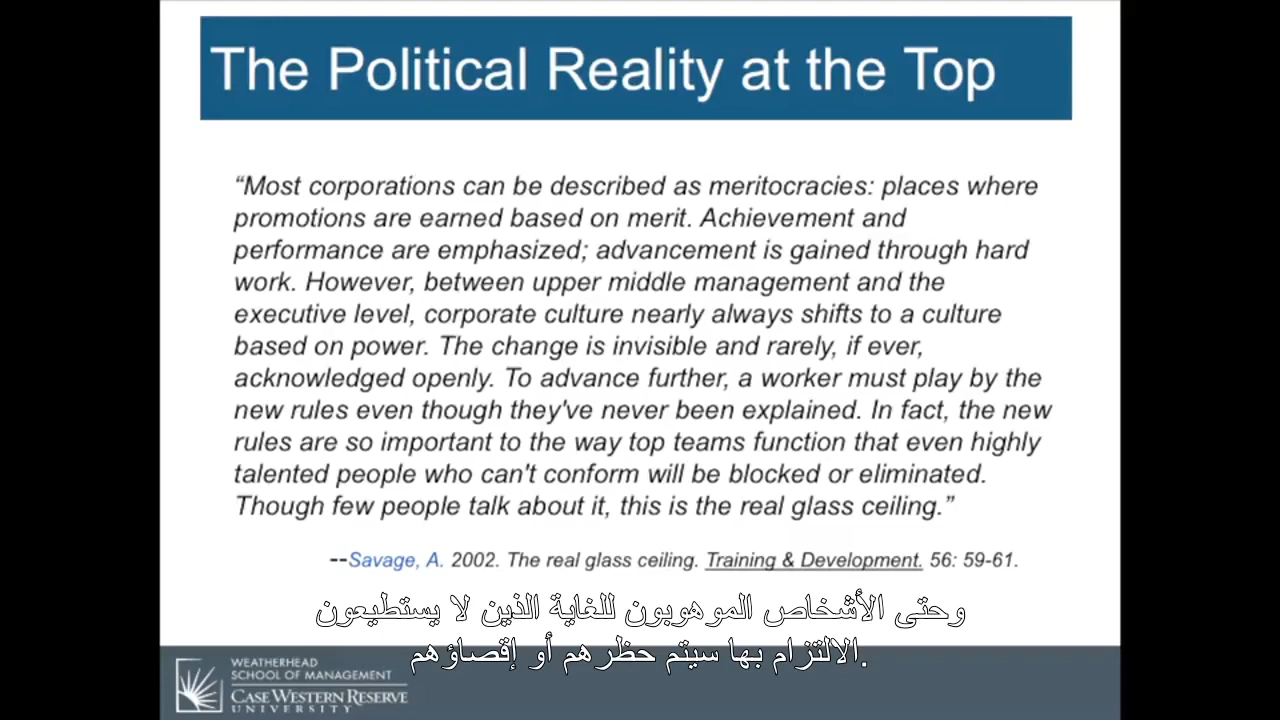 The Political Reality at the Top
“Most corporations can be described as meritocracies: places where
promotions are earned based on merit. Achievement and
performance are emphasized; advancement is gained through hard
work. However, between upper middle management and the
executive level, corporate culture nearly always shifts to a culture
based on power. The change is invisible and rarely, if ever,
acknowledged openly. To advance further, a worker must play by the
new rules even though they've never been explained. In fact, the new
rules are so important to the way top teams function that even highly
talented people who can't conform will be blocked or eliminated.
Though few people talk about it, this is the real glass ceiling.”
--Savage, A. 2002. The real glass ceiling. Training & Development. 56: 59-61.
وحتى الأشخاص الموهوبون للغاية الذين لا يستطيعون
الالتزام بها سيتم حظرهم أو إقصاؤهم.
WEATHERHEAD
SCHOOL OF MANAGEMENT
CASE WESTERN RESERVE
UNIVERSITY